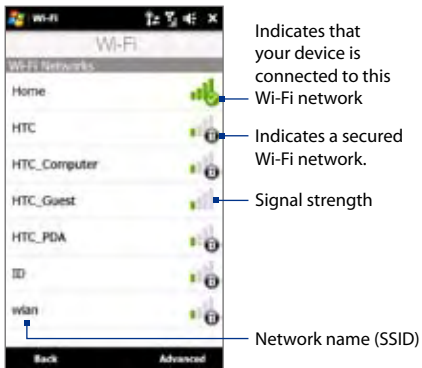 Wi-Fi
Wi-Fi
Wi-Fi Networks
Home
HTC
HTC_Computer
HTC_Guest
HTC_PDA
ID
wlan
Back
Advanced
Indicates that
your device is
connected to this
Wi-Fi network
Indicates a secured
Wi-Fi network.
Signal strength
Network name (SSID)